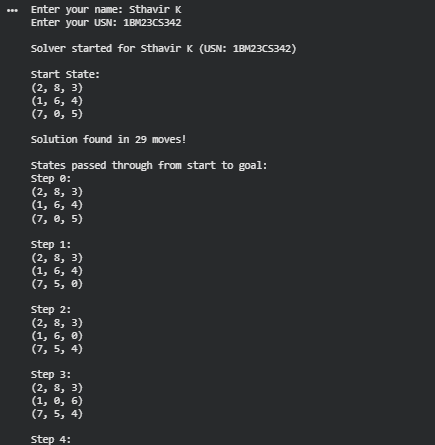 Enter your name: Sthavir K
Enter your USN: 1BM23CS342
Solver started for Sthavir K (USN: 1BM23CS342)
Start State:
(2, 8, 3)
(1, 6, 4)
(7, 0, 5)
Solution found in 29 moves!
States passed through from start to goal:
Step 0:
(2, 8, 3)
(1, 6, 4)
(7, 0, 5)
Step 1:
(2, 8, 3)
(1, 6, 4)
(7, 5, 0)
Step 2:
(2, 8, 3)
(1, 6, 0)
(7, 5, 4)
Step 3:
(2, 8, 3)
(1, 0, 6)
(7, 5, 4)
Step 4: